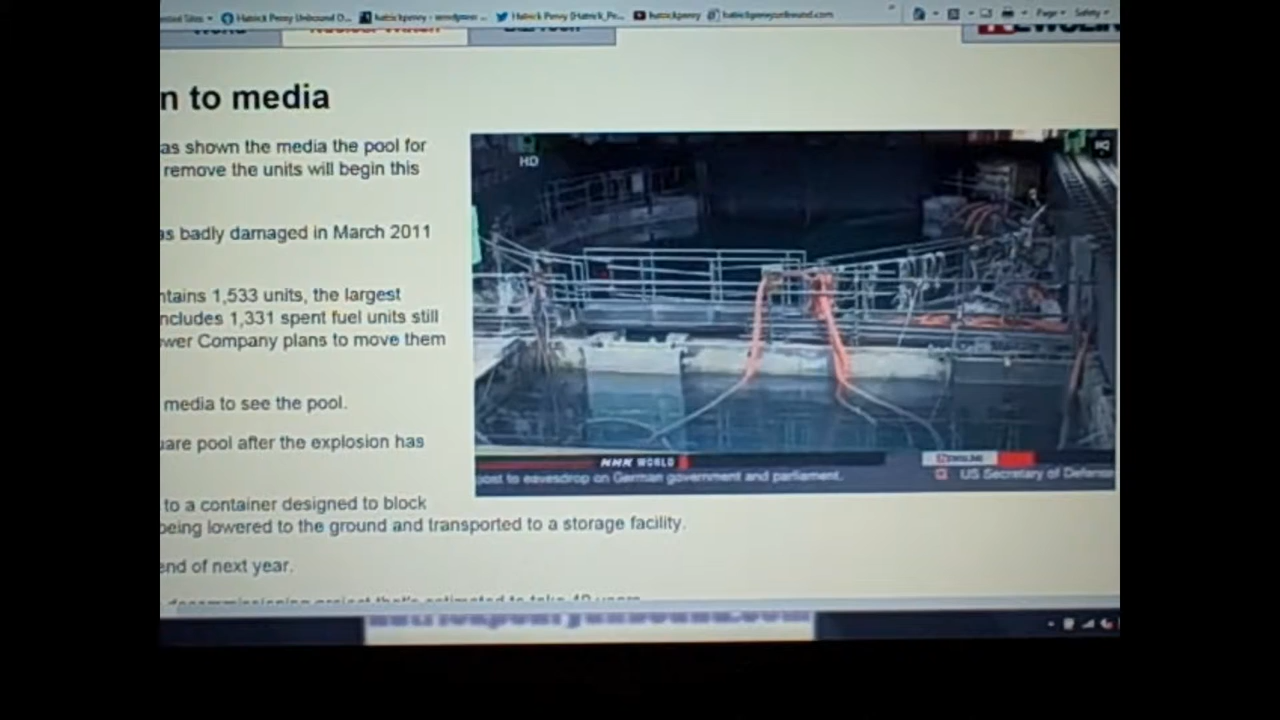 Page
Safety
n to media
as shown the media the pool for
remove the units will begin this
as badly damaged in March 2011
ntains 1,533 units, the largest
ncludes 1,331 spent fuel units still
wer Company plans to move them
media to see the pool.
uare pool after the explosion has
to a container designed to block
being lowered to the ground and transported to a storage facility.
end of next year.
HD
HQ
NHK WORLD
post to eavesdrop on German government and parliament.
US Secretary of Defense